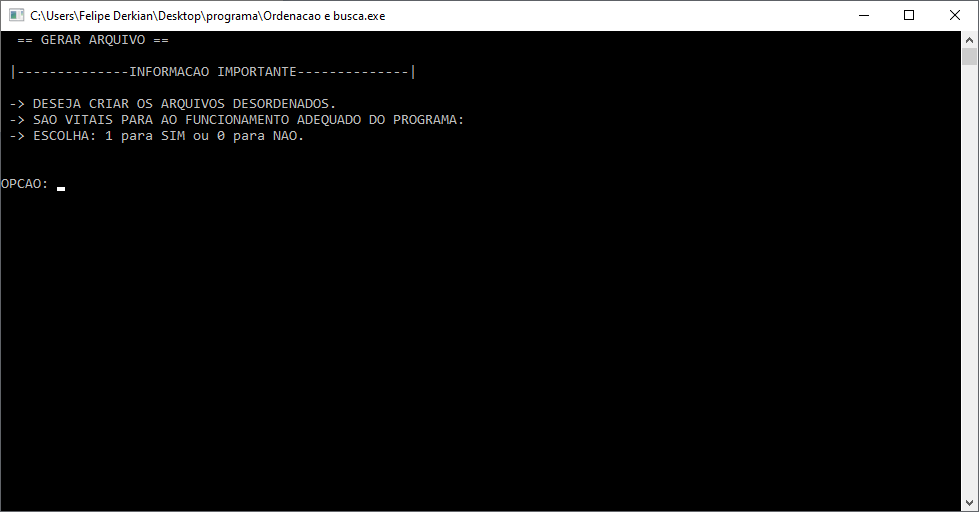 C:\Users\Felipe Derkian\Desktop\programa\Ordenacao e busca.exe
== GERAR ARQUIVO ==
|--------------INFORMACAO IMPORTANTE--------------|
-> DESEJA CRIAR OS ARQUIVOS DESORDENADOS.
-> SAO VITAIS PARA AO FUNCIONAMENTO ADEQUADO DO PROGRAMA:
-> ESCOLHA: 1 para SIM ou 0 para NAO.
OPCAO: